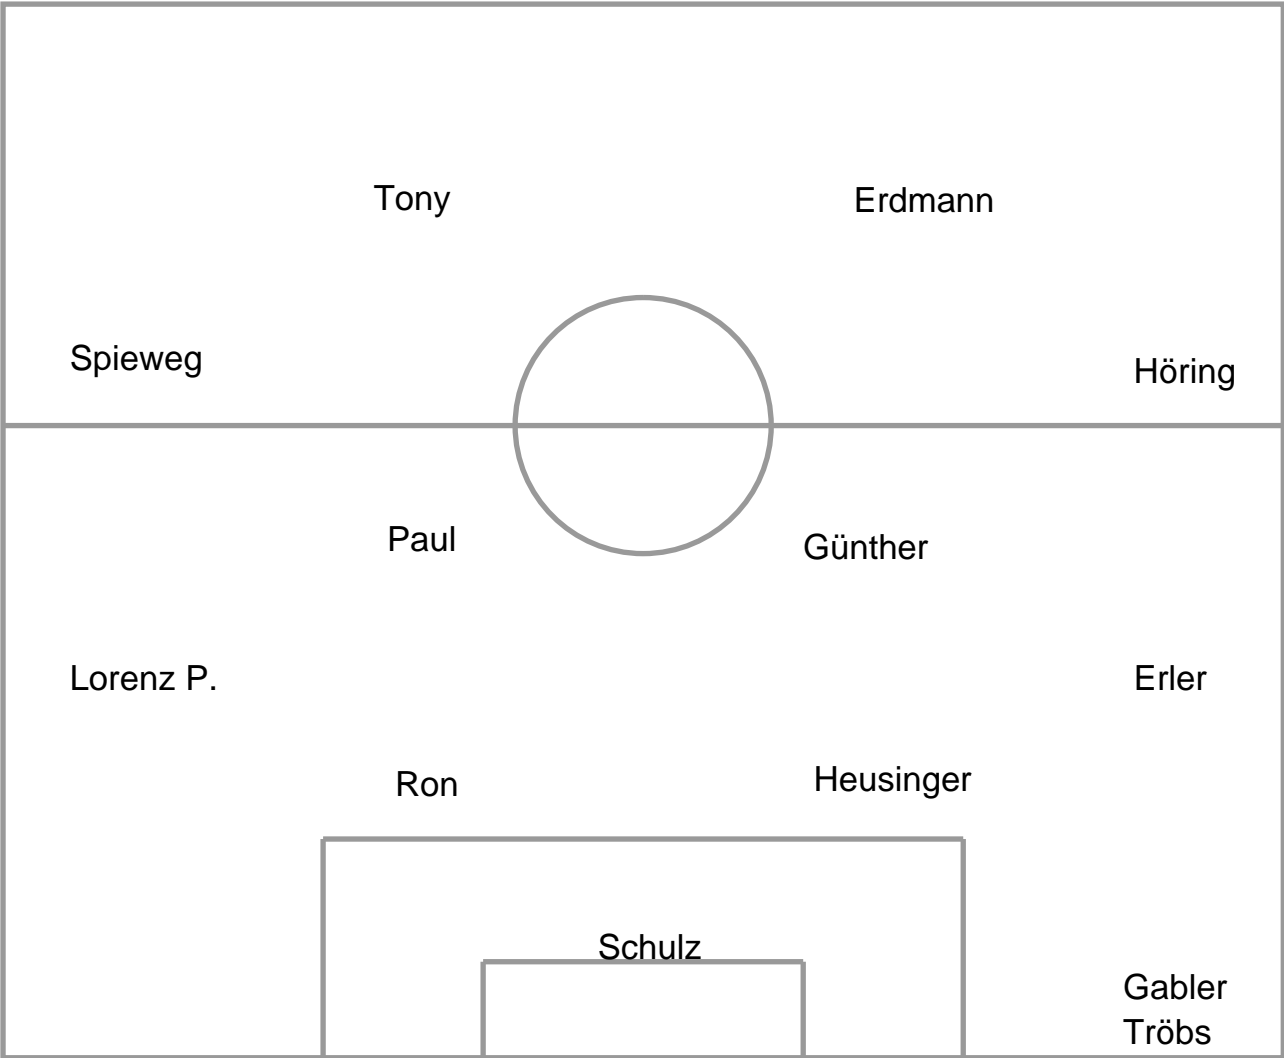 Tony
Erdmann
Spieweg
Höring
Paul
Günther
Lorenz P.
Erler
Ron
Heusinger
Schulz
Gabler
Tröbs